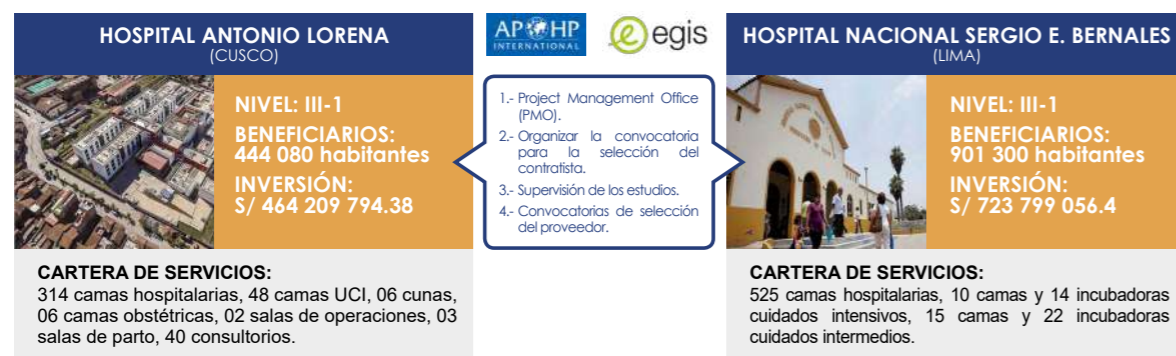 HOSPITAL ANTONIO LORENA
(CUSCO)
NIVEL: III-1
BENEFICIARIOS:
444 080 habitantes
INVERSIÓN:
S/ 464 209 794.38
CARTERA DE SERVICIOS:
314 camas hospitalarias, 48 camas UCI, 06 cunas,
06 camas obstétricas, 02 salas de operaciones, 03
salas de parto, 40 consultorios.
AP HP
INTERNATIONAL
egis
1.- Project Management Office
(PMO).
2.- Organizar la convocatoria
para la selección del
contratista.
3.- Supervisión de los estudios.
4.- Convocatorias de selección
del proveedor.
HOSPITAL NACIONAL SERGIO E. BERNALES
(LIMA)
NIVEL: III-1
BENEFICIARIOS:
901 300 habitantes
INVERSIÓN:
S/ 723 799 056.4
CARTERA DE SERVICIOS:
525 camas hospitalarias, 10 camas y 14 incubadoras
cuidados intensivos, 15 camas y 22 incubadoras
cuidados intermedios.